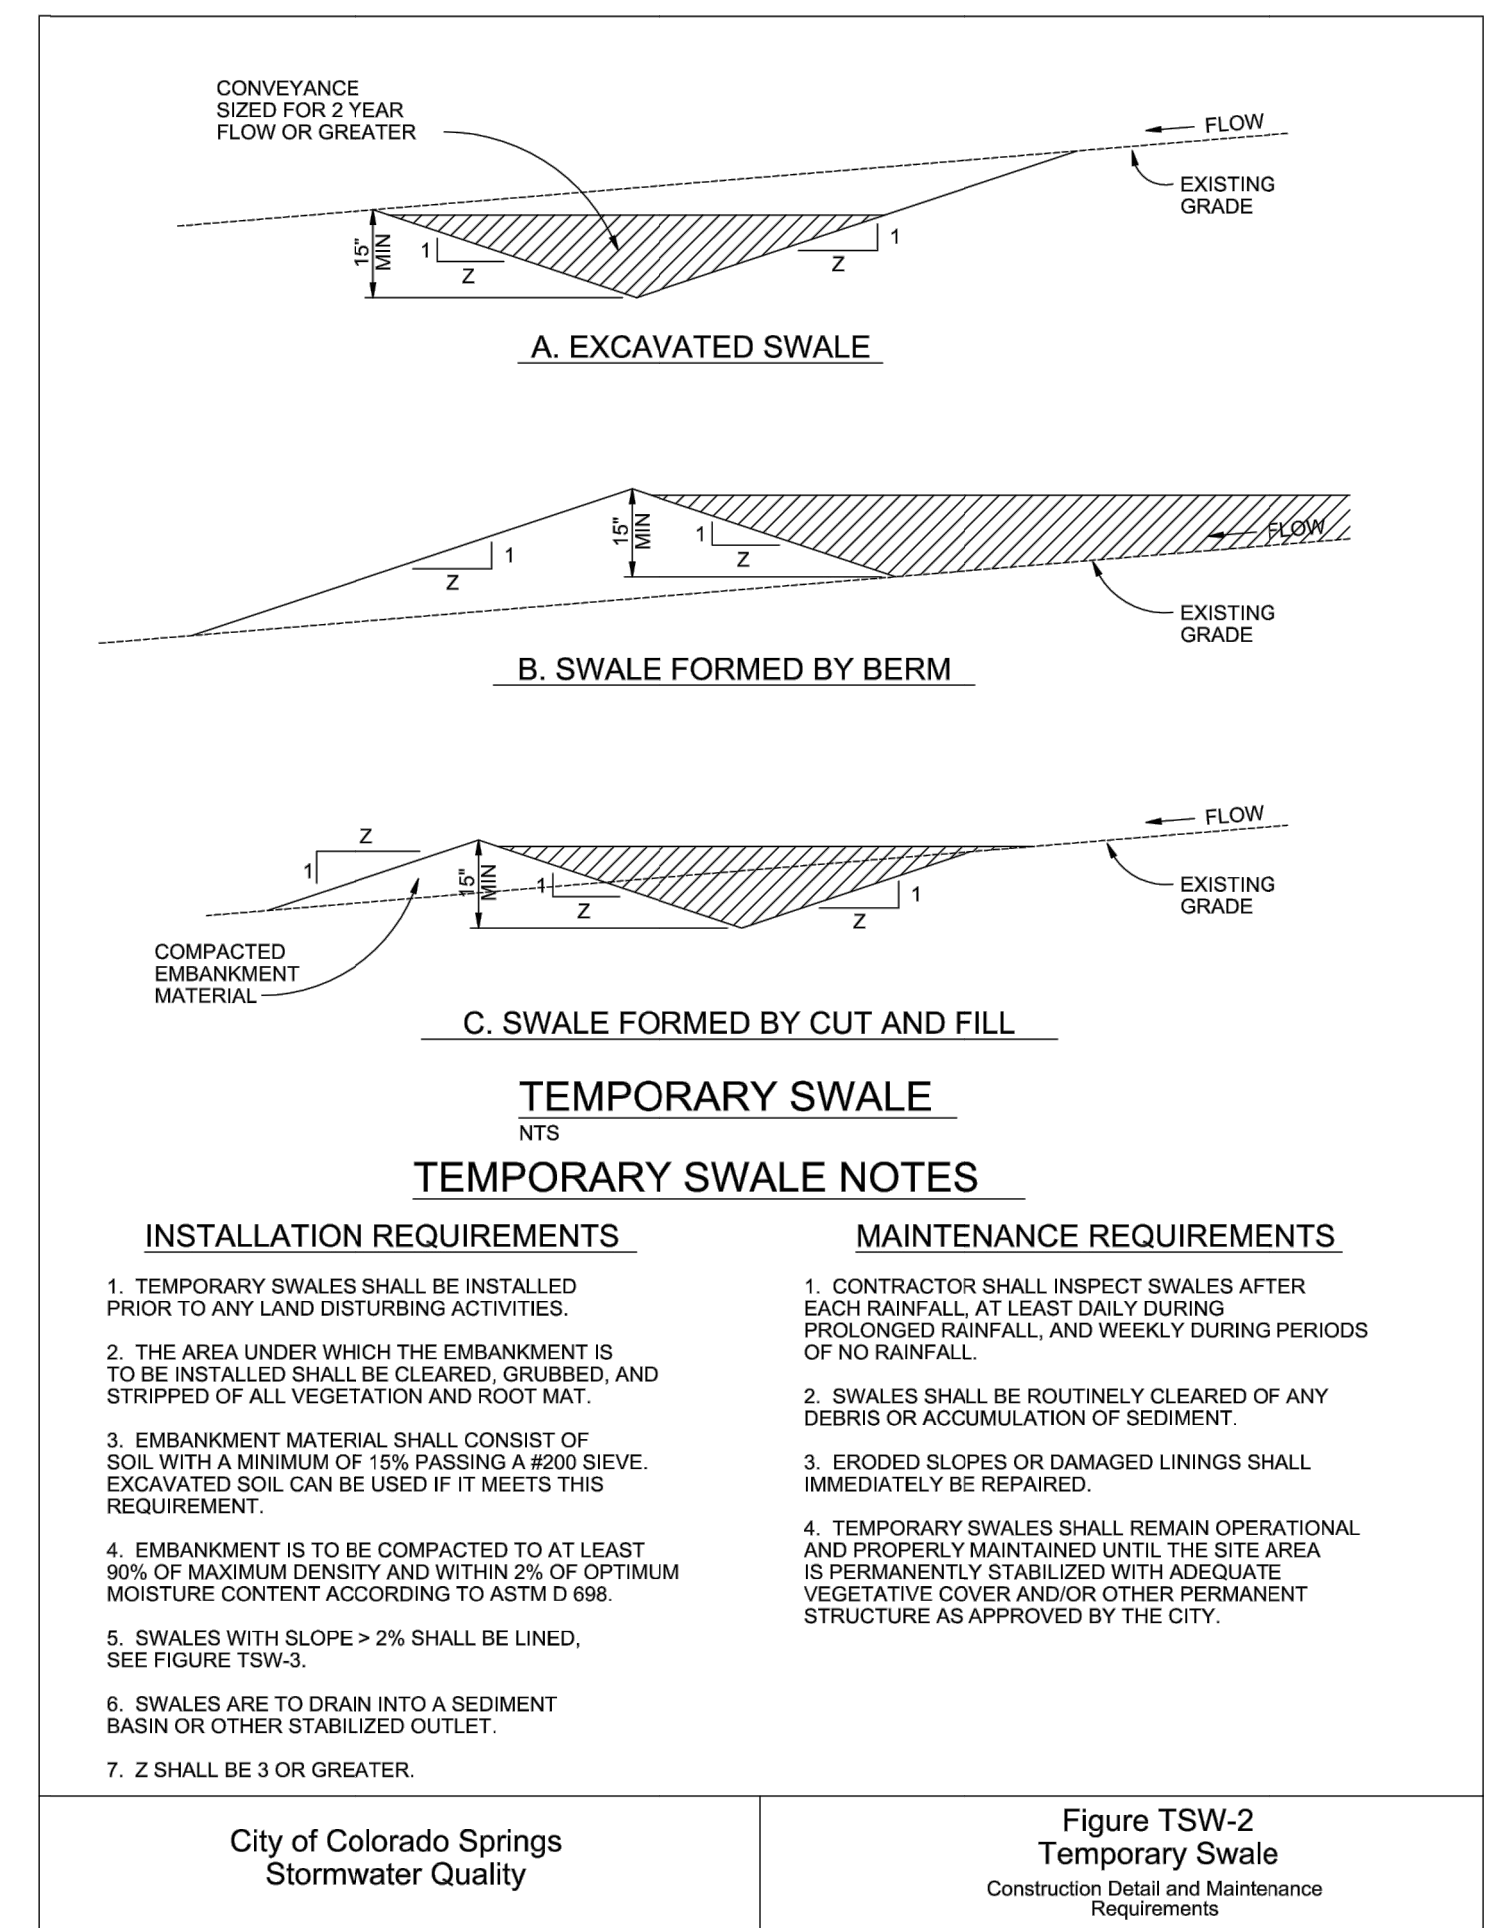 CONVEYANCE
SIZED FOR 2 YEAR
FLOW OR GREATER
FLOW
EXISTING
GRADE
15"
MIN
1
Z
1
Z
A. EXCAVATED SWALE
15"
MIN
1
Z
1
Z
FLOW
EXISTING
GRADE
B. SWALE FORMED BY BERM
Z
1
15"
MIN
1
Z
1
Z
FLOW
EXISTING
GRADE
COMPACTED
EMBANKMENT
MATERIAL
C. SWALE FORMED BY CUT AND FILL
TEMPORARY SWALE
NTS
TEMPORARY SWALE NOTES
INSTALLATION REQUIREMENTS
1. TEMPORARY SWALES SHALL BE INSTALLED
PRIOR TO ANY LAND DISTURBING ACTIVITIES.
2. THE AREA UNDER WHICH THE EMBANKMENT IS
TO BE INSTALLED SHALL BE CLEARED, GRUBBED, AND
STRIPPED OF ALL VEGETATION AND ROOT MAT.
3. EMBANKMENT MATERIAL SHALL CONSIST OF
SOIL WITH A MINIMUM OF 15% PASSING A #200 SIEVE.
EXCAVATED SOIL CAN BE USED IF IT MEETS THIS
REQUIREMENT.
4. EMBANKMENT IS TO BE COMPACTED TO AT LEAST
90% OF MAXIMUM DENSITY AND WITHIN 2% OF OPTIMUM
MOISTURE CONTENT ACCORDING TO ASTM D 698.
5. SWALES WITH SLOPE > 2% SHALL BE LINED,
SEE FIGURE TSW-3.
6. SWALES ARE TO DRAIN INTO A SEDIMENT
BASIN OR OTHER STABILIZED OUTLET.
7. Z SHALL BE 3 OR GREATER.
MAINTENANCE REQUIREMENTS
1. CONTRACTOR SHALL INSPECT SWALES AFTER
EACH RAINFALL, AT LEAST DAILY DURING
PROLONGED RAINFALL, AND WEEKLY DURING PERIODS
OF NO RAINFALL.
2. SWALES SHALL BE ROUTINELY CLEARED OF ANY
DEBRIS OR ACCUMULATION OF SEDIMENT.
3. ERODED SLOPES OR DAMAGED LININGS SHALL
IMMEDIATELY BE REPAIRED.
4. TEMPORARY SWALES SHALL REMAIN OPERATIONAL
AND PROPERLY MAINTAINED UNTIL THE SITE AREA
IS PERMANENTLY STABILIZED WITH ADEQUATE
VEGETATIVE COVER AND/OR OTHER PERMANENT
STRUCTURE AS APPROVED BY THE CITY.
City of Colorado Springs
Stormwater Quality
Figure TSW-2
Temporary Swale
Construction Detail and Maintenance
Requirements